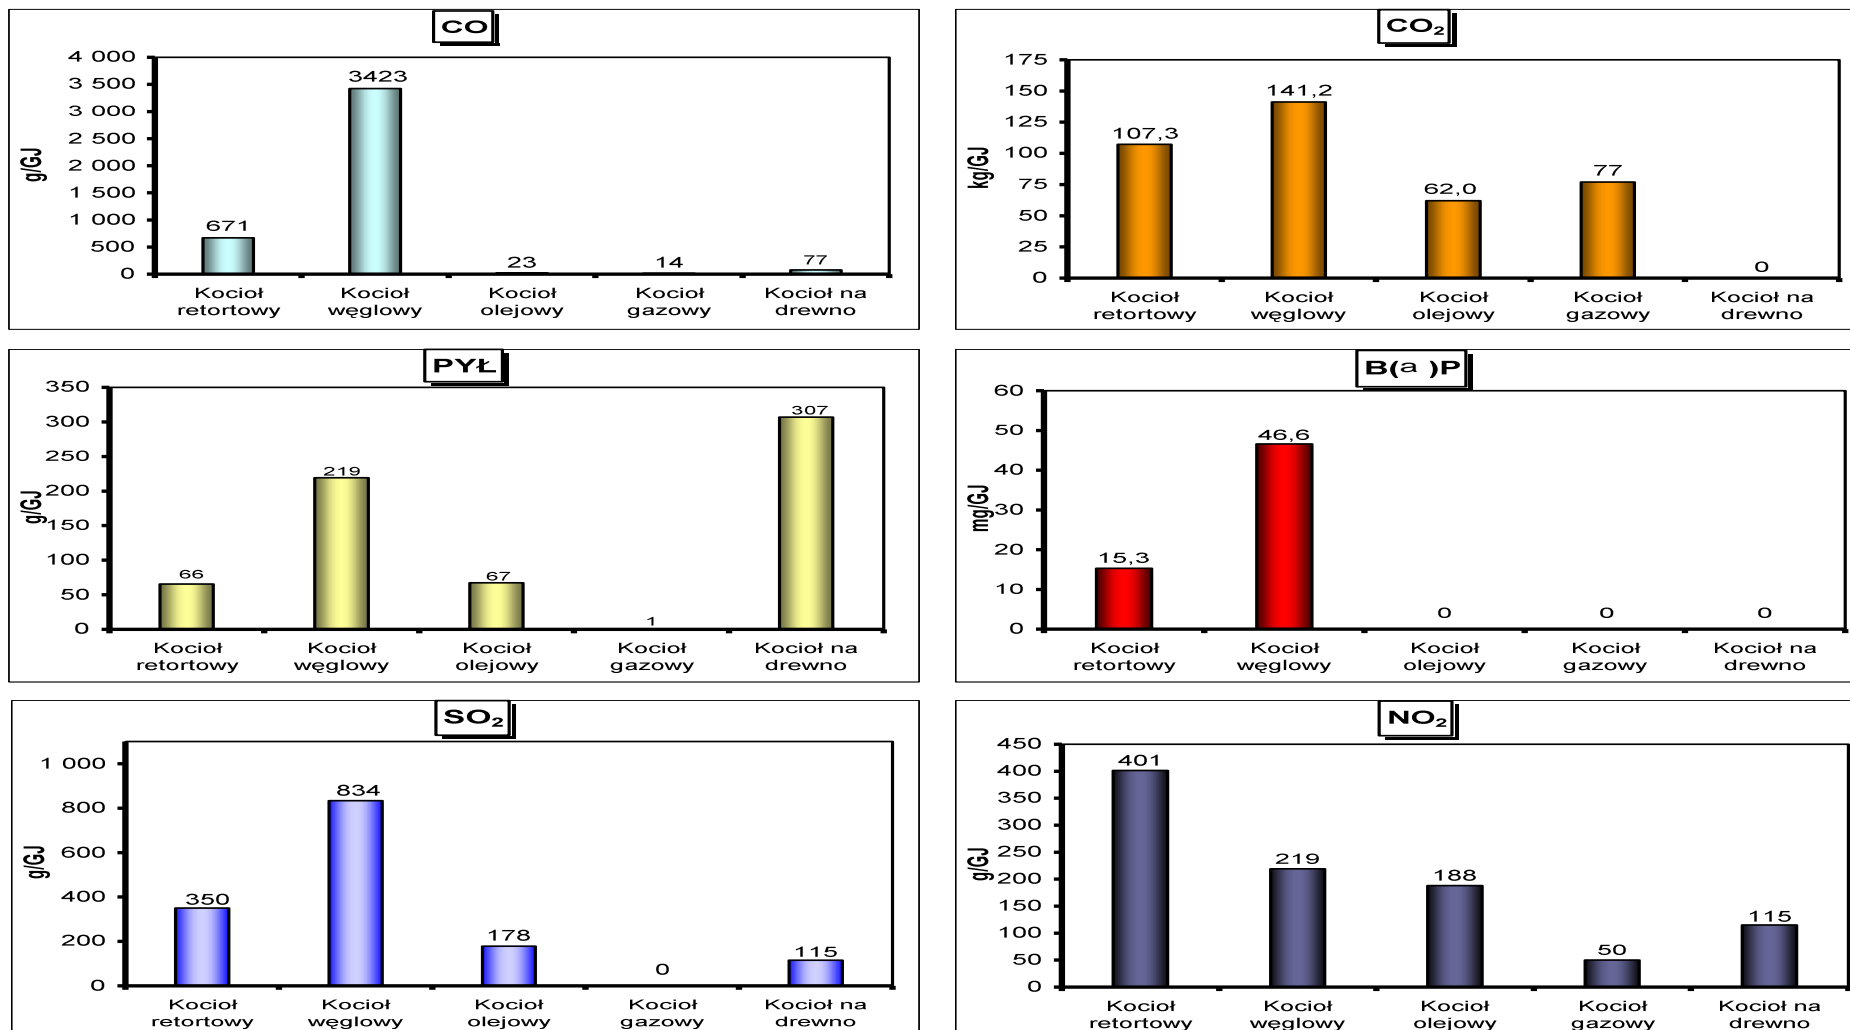 CO
4 000
3 500
3 000
2 500
2 000
1 500
1 000
500
0
g/GJ
671
3423
23
14
77
Kocioł retortowy
Kocioł węglowy
Kocioł olejowy
Kocioł gazowy
Kocioł na drewno
CO₂
175
150
125
100
75
50
25
0
kg/GJ
107,3
141,2
62,0
77
0
Kocioł retortowy
Kocioł węglowy
Kocioł olejowy
Kocioł gazowy
Kocioł na drewno
PYŁ
350
300
250
200
150
100
50
0
g/GJ
66
219
67
1
307
Kocioł retortowy
Kocioł węglowy
Kocioł olejowy
Kocioł gazowy
Kocioł na drewno
B(a )P
60
50
40
30
20
10
0
mg/GJ
15,3
46,6
0
0
0
Kocioł retortowy
Kocioł węglowy
Kocioł olejowy
Kocioł gazowy
Kocioł na drewno
SO₂
1 000
800
600
400
200
0
g/GJ
350
834
178
0
115
Kocioł retortowy
Kocioł węglowy
Kocioł olejowy
Kocioł gazowy
Kocioł na drewno
NO₂
450
400
350
300
250
200
150
100
50
0
g/GJ
401
219
188
50
115
Kocioł retortowy
Kocioł węglowy
Kocioł olejowy
Kocioł gazowy
Kocioł na drewno